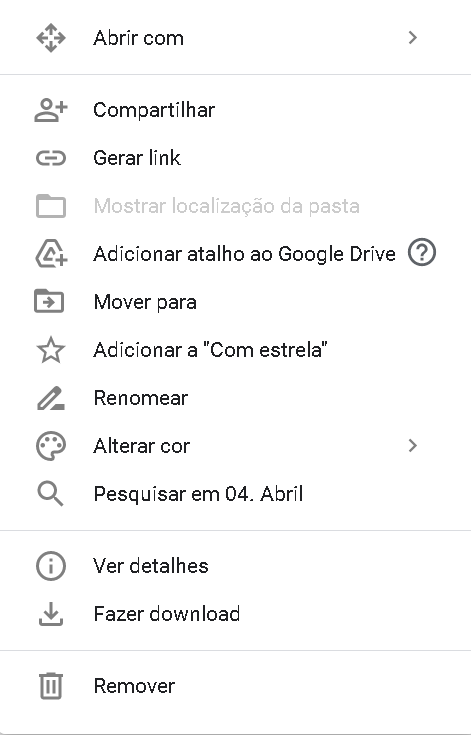 Abrir com
Compartilhar
Gerar link
Mostrar localização da pasta
Adicionar atalho ao Google Drive
Mover para
Adicionar a "Com estrela"
Renomear
Alterar cor
Pesquisar em 04. Abril
Ver detalhes
Fazer download
Remover